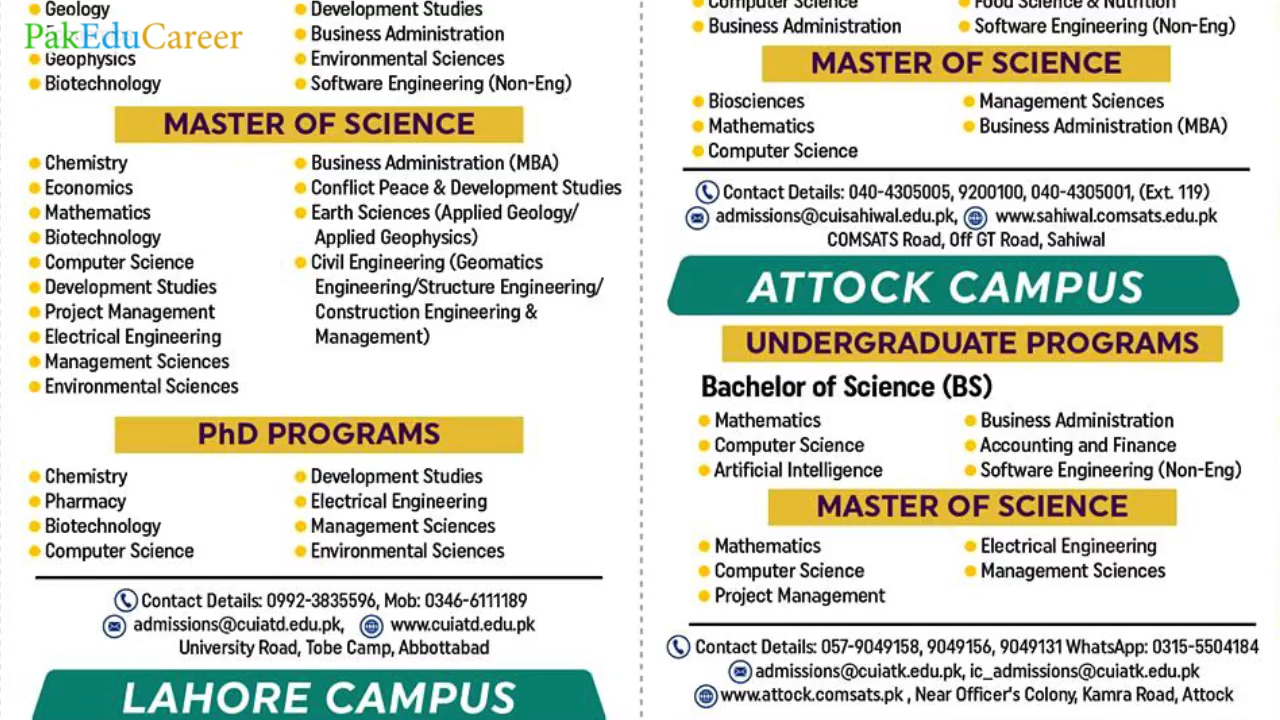 PakEduCareer
Geology
Geophysics
Biotechnology
Development Studies
Business Administration
Environmental Sciences
Software Engineering (Non-Eng)
MASTER OF SCIENCE
Chemistry
Economics
Mathematics
Biotechnology
Computer Science
Development Studies
Project Management
Electrical Engineering
Management Sciences
Environmental Sciences
Business Administration (MBA)
Conflict Peace & Development Studies
Earth Sciences (Applied Geology/
Applied Geophysics)
Civil Engineering (Geomatics
Engineering/Structure Engineering/
Construction Engineering &
Management)
PhD PROGRAMS
Chemistry
Pharmacy
Biotechnology
Computer Science
Development Studies
Electrical Engineering
Management Sciences
Environmental Sciences
Contact Details: 0992-3835596, Mob: 0346-6111189
admissions@cuiatd.edu.pk, www.cuiatd.edu.pk
University Road, Tobe Camp, Abbottabad
LAHORE CAMPUS
Computer Science
Business Administration
Food Science & Nutrition
Software Engineering (Non-Eng)
MASTER OF SCIENCE
Biosciences
Mathematics
Computer Science
Management Sciences
Business Administration (MBA)
Contact Details: 040-4305005, 9200100, 040-4305001, (Ext. 119)
admissions@cuisahiwal.edu.pk, www.sahiwal.comsats.edu.pk
COMSATS Road, Off GT Road, Sahiwal
ATTOCK CAMPUS
UNDERGRADUATE PROGRAMS
Bachelor of Science (BS)
Mathematics
Computer Science
Artificial Intelligence
Business Administration
Accounting and Finance
Software Engineering (Non-Eng)
MASTER OF SCIENCE
Mathematics
Computer Science
Project Management
Electrical Engineering
Management Sciences
Contact Details: 057-9049158, 9049156, 9049131 WhatsApp: 0315-5504184
admissions@cuiatk.edu.pk, ic_admissions@cuiatk.edu.pk
www.attock.comsats.pk , Near Officer's Colony, Kamra Road, Attock